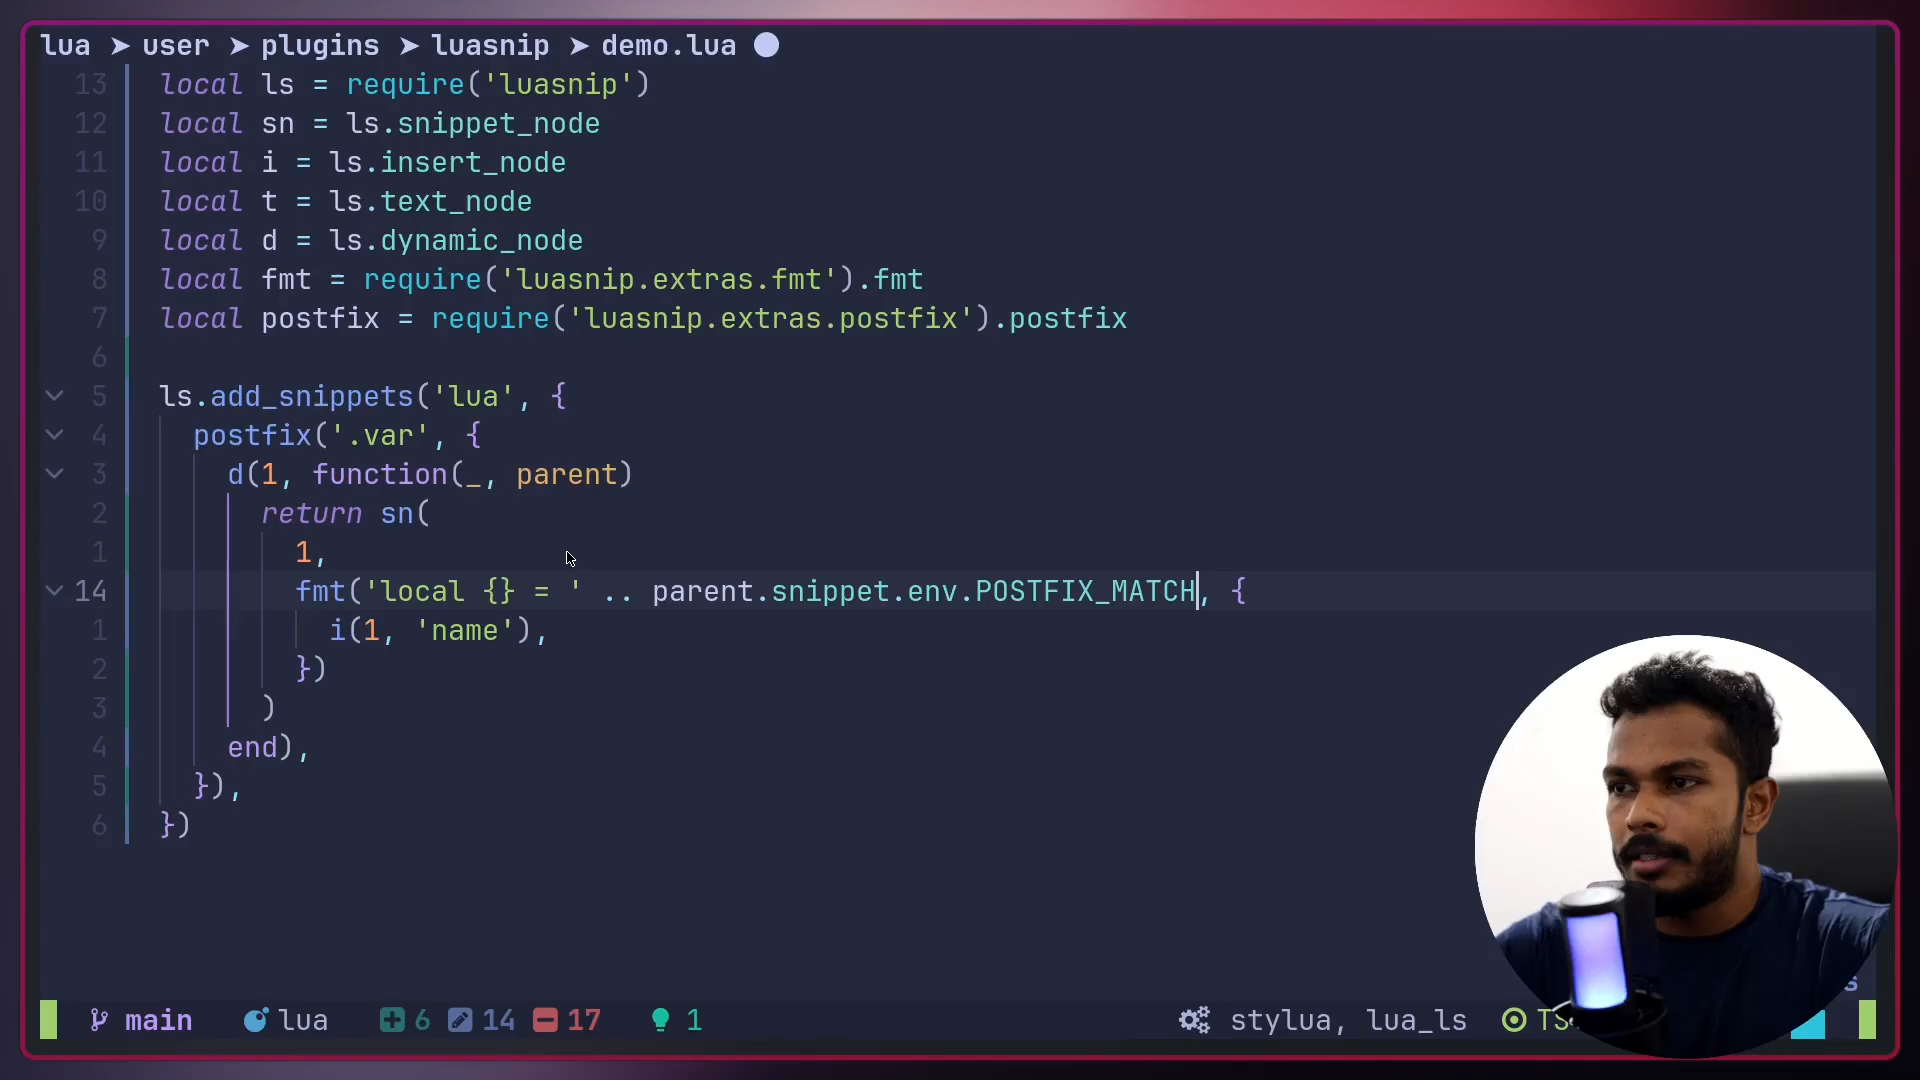 lua ➤ user ➤ plugins ➤ luasnip ➤ demo.lua
13 local ls = require('luasnip')
12 local sn = ls.snippet_node
11 local i = ls.insert_node
10 local t = ls.text_node
9 local d = ls.dynamic_node
8 local fmt = require('luasnip.extras.fmt').fmt
7 local postfix = require('luasnip.extras.postfix').postfix
6
5 ls.add_snippets('lua', {
4 postfix('.var', {
3 d(1, function(_, parent)
2 return sn(
1 1,
14 fmt('local {} = ' .. parent.snippet.env.POSTFIX_MATCH, {
1 i(1, 'name'),
2 })
3 )
4 end),
5 }),
6 })
main lua 6 14 17 1 stylua, lua_ls